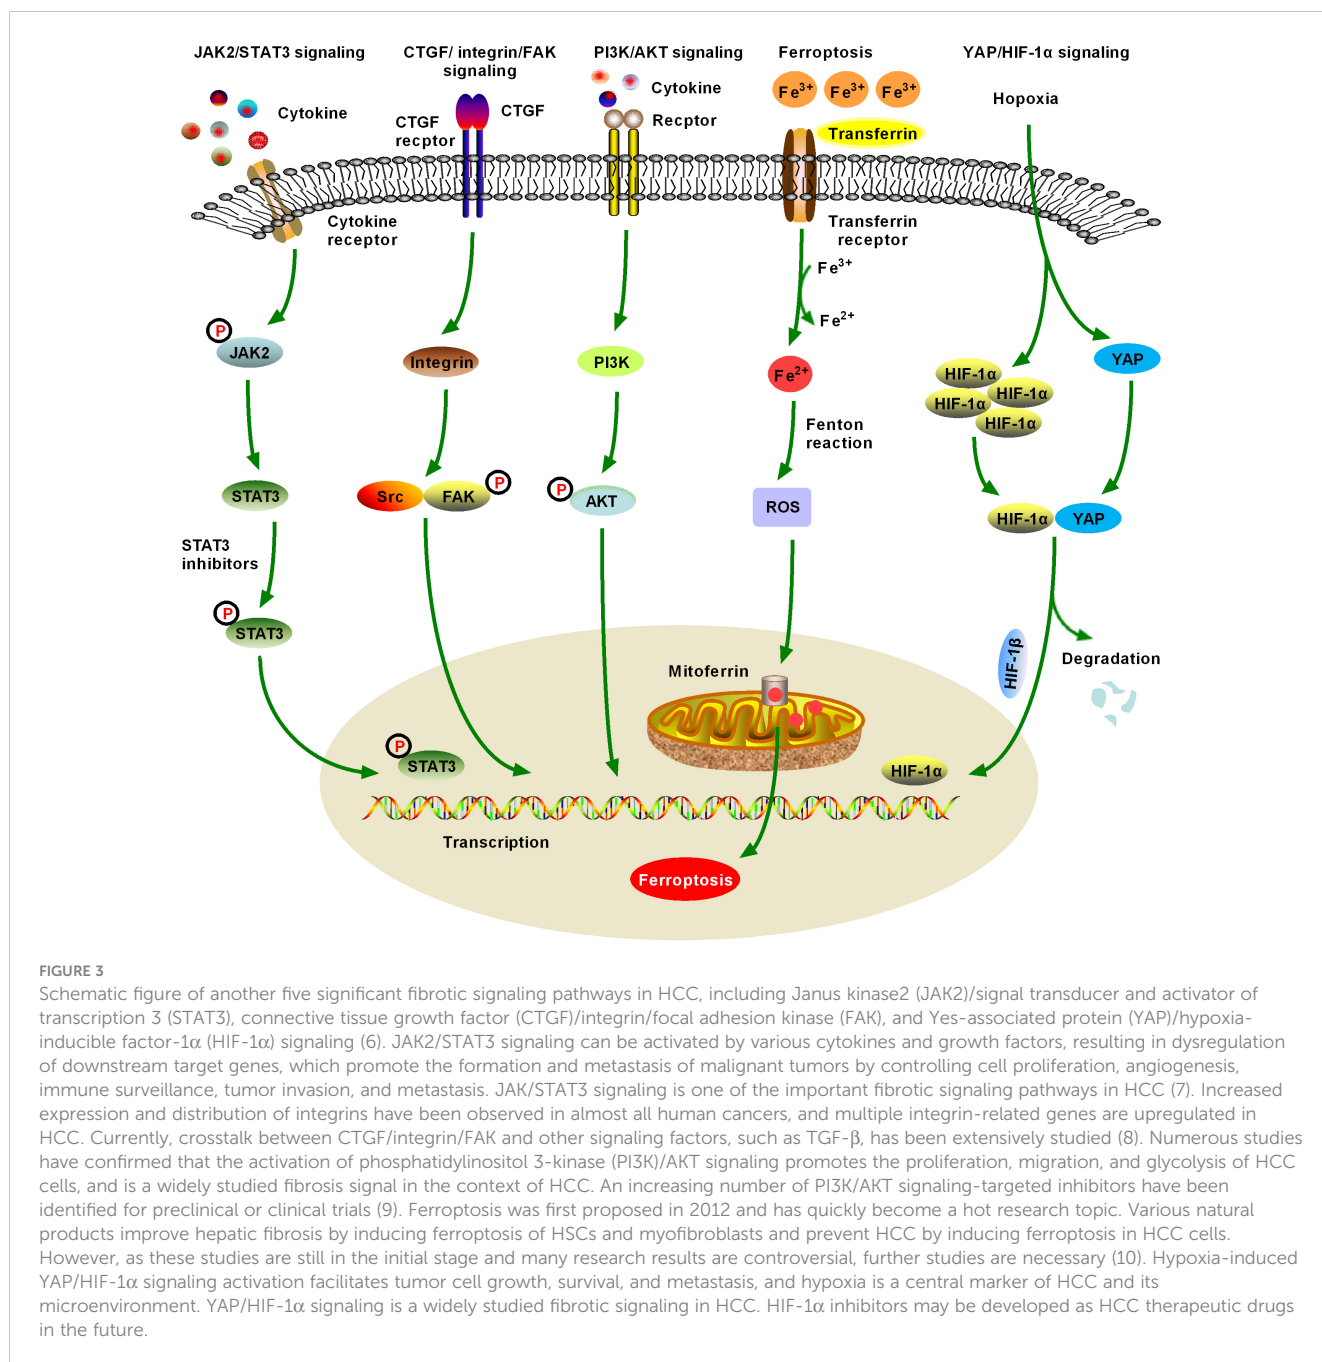 JAK2/STAT3 signaling
Cytokine
Cytokine
receptor
P
JAK2
STAT3
STAT3
inhibitors
P
STAT3
P
STAT3
CTGF/ integrin/FAK
signaling
CTGF
CTGF
recptor
Integrin
Src
FAK
P
PI3K/AKT signaling
Cytokine
Recptor
PI3K
P
AKT
Ferroptosis
Fe3+
Fe3+
Fe3+
Transferrin
Transferrin
receptor
Fe3+
Fe2+
Fe2+
Fenton
reaction
ROS
Mitoferrin
YAP/HIF-1α signaling
Hopoxia
HIF-1α
HIF-1α
HIF-1α
HIF-1α
YAP
HIF-1α
YAP
HIF-1β
Degradation
HIF-1α
Transcription
Ferroptosis
FIGURE 3
Schematic figure of another five significant fibrotic signaling pathways in HCC, including Janus kinase2 (JAK2)/signal transducer and activator of
transcription 3 (STAT3), connective tissue growth factor (CTGF)/integrin/focal adhesion kinase (FAK), and Yes-associated protein (YAP)/hypoxia-
inducible factor-1α (HIF-1α) signaling (6). JAK2/STAT3 signaling can be activated by various cytokines and growth factors, resulting in dysregulation
of downstream target genes, which promote the formation and metastasis of malignant tumors by controlling cell proliferation, angiogenesis,
immune surveillance, tumor invasion, and metastasis. JAK/STAT3 signaling is one of the important fibrotic signaling pathways in HCC (7). Increased
expression and distribution of integrins have been observed in almost all human cancers, and multiple integrin-related genes are upregulated in
HCC. Currently, crosstalk between CTGF/integrin/FAK and other signaling factors, such as TGF-β, has been extensively studied (8). Numerous studies
have confirmed that the activation of phosphatidylinositol 3-kinase (PI3K)/AKT signaling promotes the proliferation, migration, and glycolysis of HCC
cells, and is a widely studied fibrosis signal in the context of HCC. An increasing number of PI3K/AKT signaling-targeted inhibitors have been
identified for preclinical or clinical trials (9). Ferroptosis was first proposed in 2012 and has quickly become a hot research topic. Various natural
products improve hepatic fibrosis by inducing ferroptosis of HSCs and myofibroblasts and prevent HCC by inducing ferroptosis in HCC cells.
However, as these studies are still in the initial stage and many research results are controversial, further studies are necessary (10). Hypoxia-induced
YAP/HIF-1α signaling activation facilitates tumor cell growth, survival, and metastasis, and hypoxia is a central marker of HCC and its
microenvironment. YAP/HIF-1α signaling is a widely studied fibrotic signaling in HCC. HIF-1α inhibitors may be developed as HCC therapeutic drugs
in the future.